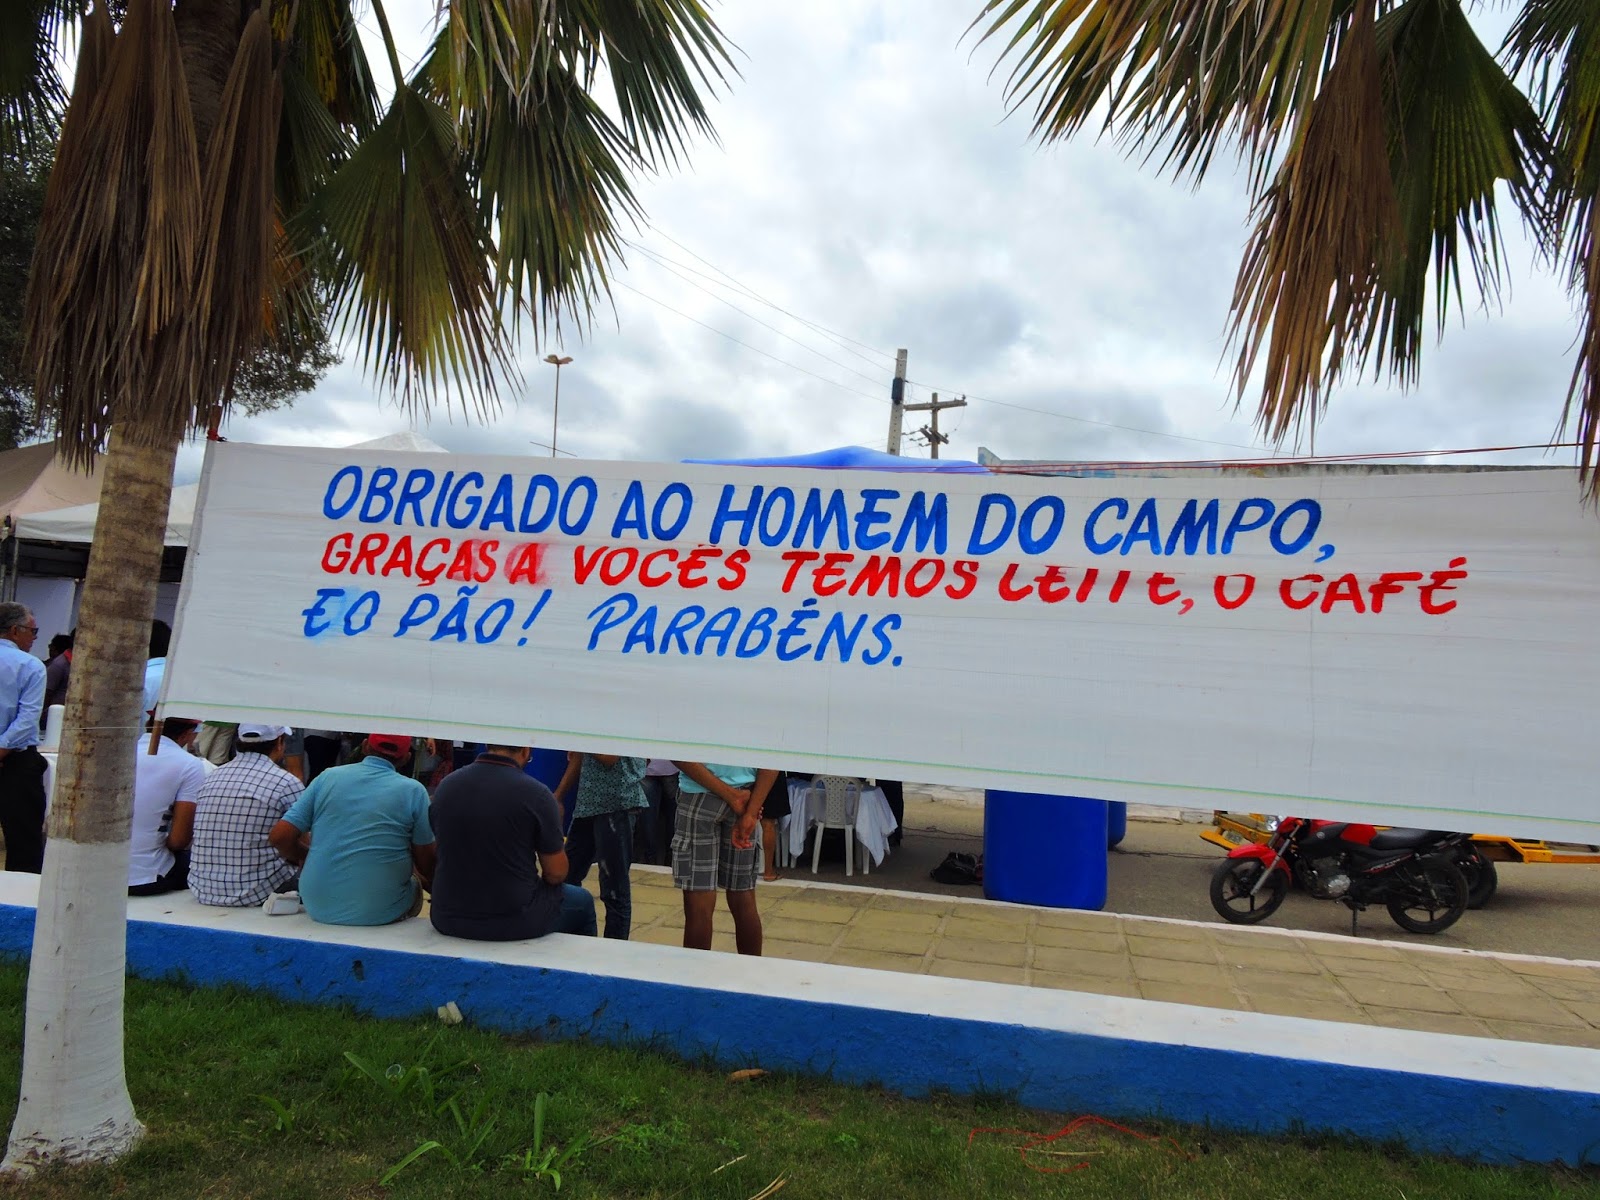 OBRIGADO AO HOMEM DO CAMPO,
GRAÇAS A VOCÊS TEMOS LEITE, O CAFÉ
E O PÃO! PARABÉNS.